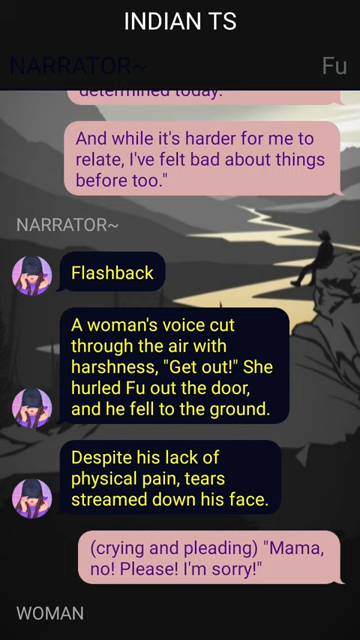 INDIAN TS
NARRATOR~ Fu
determined today.
And while it's harder for me to
relate, I've felt bad about things
before too."
NARRATOR~
Flashback
A woman's voice cut
through the air with
harshness, "Get out!" She
hurled Fu out the door,
and he fell to the ground.
Despite his lack of
physical pain, tears
streamed down his face.
(crying and pleading) "Mama,
no! Please! I'm sorry!"
WOMAN